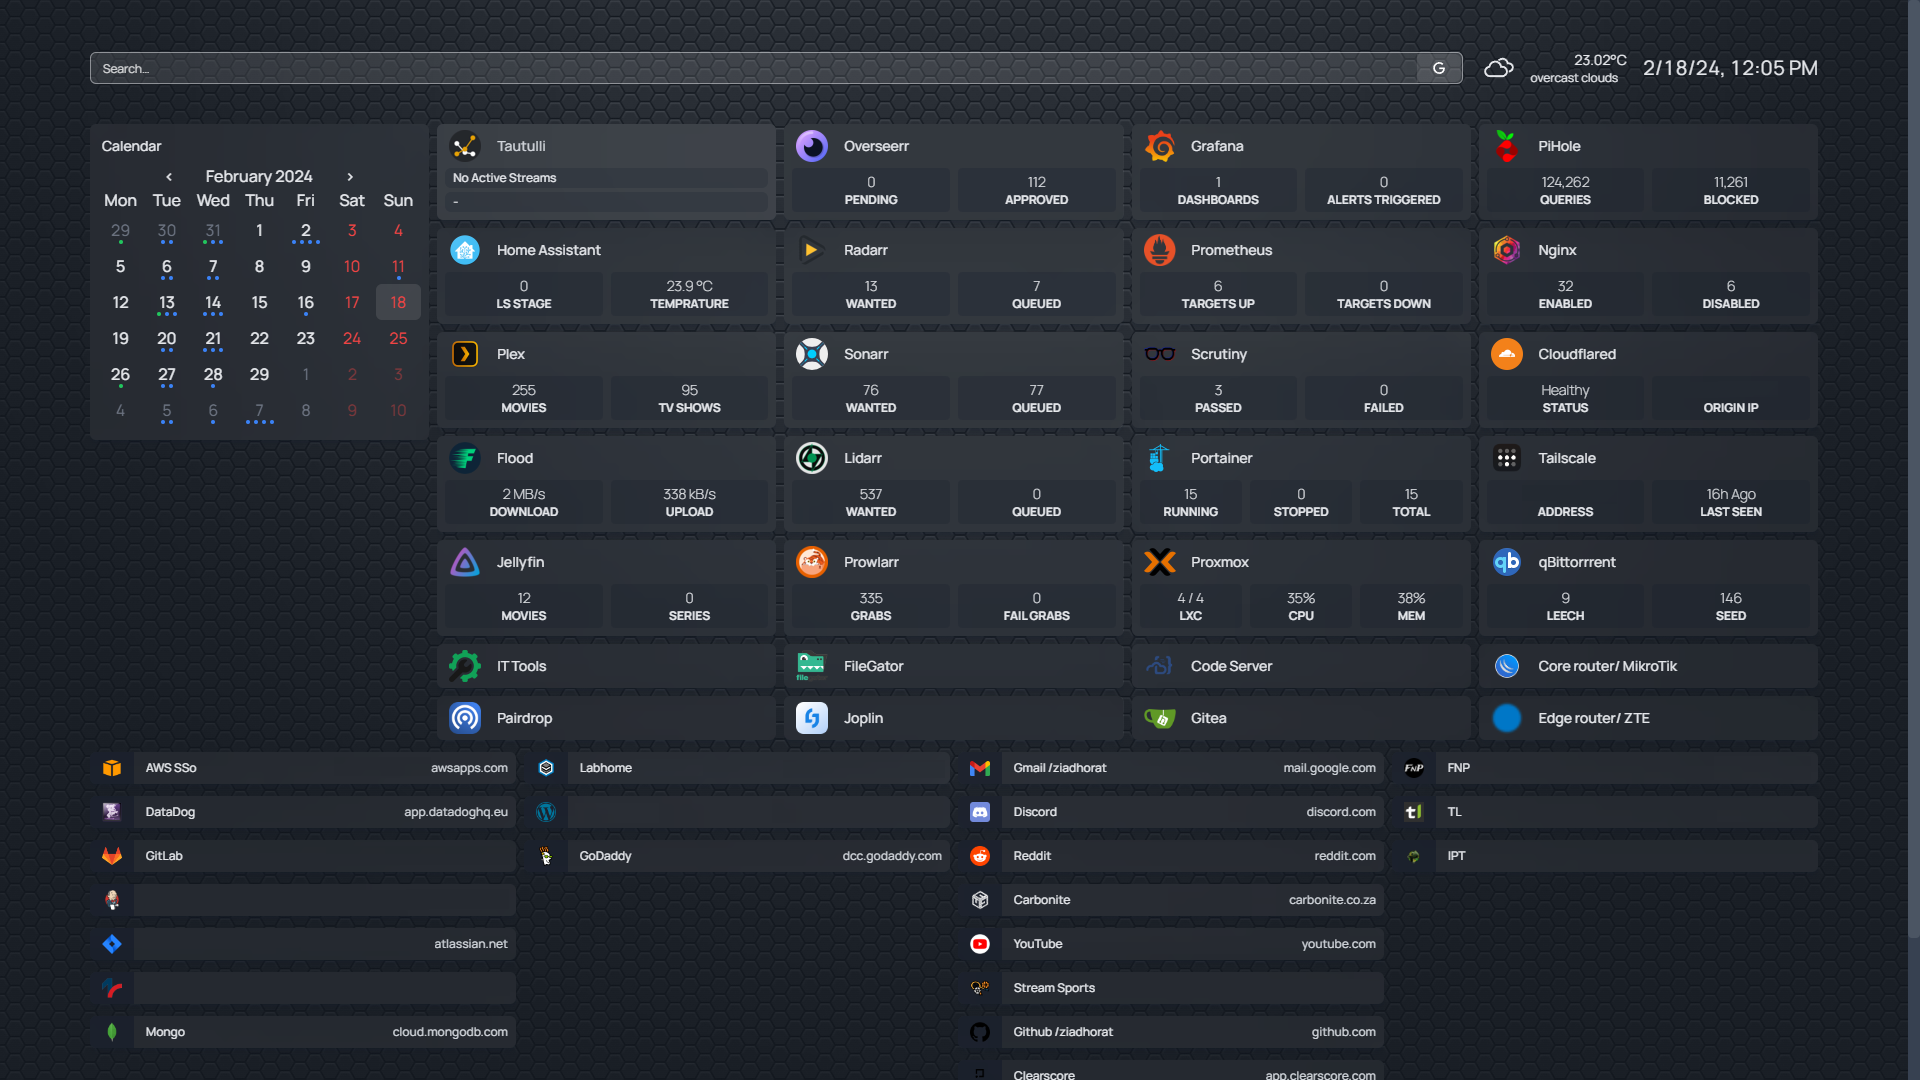 Search...
G
23.02°C
overcast clouds
2/18/24, 12:05 PM
Calendar
‹ February 2024 ›
Mon Tue Wed Thu Fri Sat Sun
29 30 31 1 2 3 4
5 6 7 8 9 10 11
12 13 14 15 16 17 18
19 20 21 22 23 24 25
26 27 28 29 1 2 3
4 5 6 7 8 9 10
Tautulli
No Active Streams
-
Overseerr
0 112
PENDING APPROVED
Grafana
1 0
DASHBOARDS ALERTS TRIGGERED
PiHole
124,262 11,261
QUERIES BLOCKED
Home Assistant
0 23.9 °C
LS STAGE TEMPRATURE
Radarr
13 7
WANTED QUEUED
Prometheus
6 0
TARGETS UP TARGETS DOWN
Nginx
32 6
ENABLED DISABLED
Plex
255 95
MOVIES TV SHOWS
Sonarr
76 77
WANTED QUEUED
Scrutiny
3 0
PASSED FAILED
Cloudflared
Healthy
STATUS ORIGIN IP
Flood
2 MB/s 338 kB/s
DOWNLOAD UPLOAD
Lidarr
537 0
WANTED QUEUED
Portainer
15 0 15
RUNNING STOPPED TOTAL
Tailscale
16h Ago
ADDRESS LAST SEEN
Jellyfin
12 0
MOVIES SERIES
Prowlarr
335 0
GRABS FAIL GRABS
Proxmox
4 / 4 35% 38%
LXC CPU MEM
qb
qBittorrrent
9 146
LEECH SEED
IT Tools
file
FileGator
Code Server
Core router/ MikroTik
Pairdrop
Joplin
Gitea
Edge router/ ZTE
AWS SSo awsapps.com
DataDog app.datadoghq.eu
GitLab
atlassian.net
Mongo cloud.mongodb.com
Labhome
GoDaddy dcc.godaddy.com
Gmail /ziadhorat mail.google.com
Discord discord.com
Reddit reddit.com
Carbonite carbonite.co.za
YouTube youtube.com
Stream Sports
Github /ziadhorat github.com
Clearscore app.clearscore.com
FNP FNP
tl TL
IPT